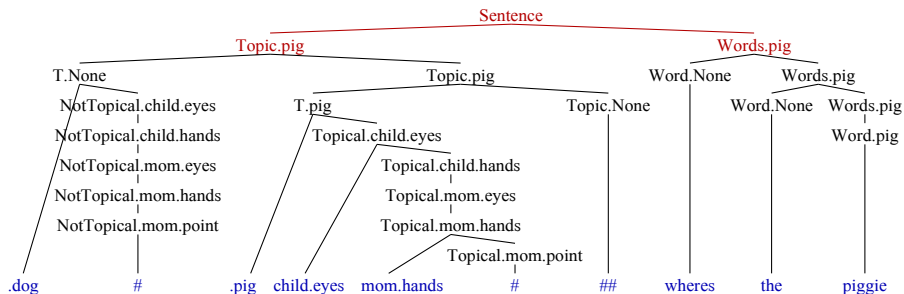 Sentence
Topic.pig Words.pig
T.None Topic.pig Word.None Words.pig
NotTopical.child.eyes T.pig Topic.None Word.None Words.pig
NotTopical.child.hands Topical.child.eyes Word.pig
NotTopical.mom.eyes Topical.child.hands
NotTopical.mom.hands Topical.mom.eyes
NotTopical.mom.point Topical.mom.hands
Topical.mom.point
.dog # .pig child.eyes mom.hands # ## wheres the piggie